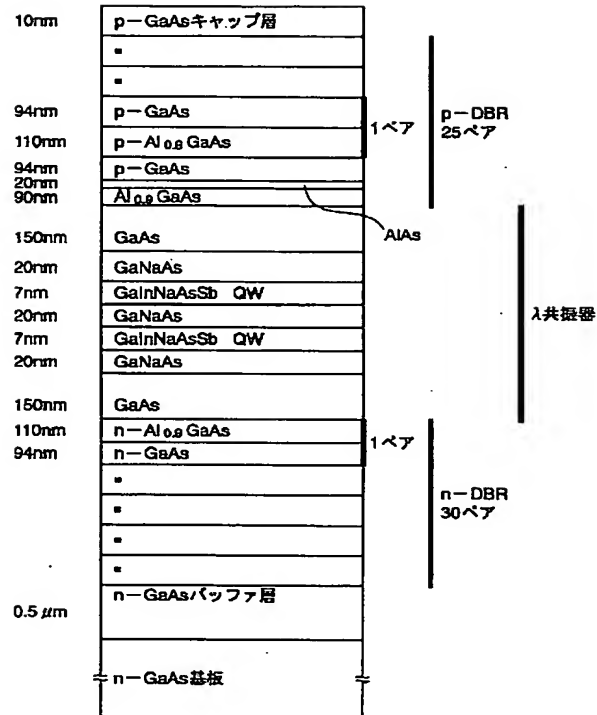 10nm p-GaAsキャップ層
94nm p-GaAs
110nm p-Al0.9GaAs
1ペア
p-DBR
25ペア
94nm p-GaAs
20nm
90nm Al0.9GaAs
AlAs
150nm GaAs
20nm GaNaAs
7nm GaInNaAsSb QW
20nm GaNaAs
7nm GaInNaAsSb QW
20nm GaNaAs
λ共振器
150nm GaAs
110nm n-Al0.9GaAs
94nm n-GaAs
1ペア
n-DBR
30ペア
0.5μm n-GaAsバッファ層
n-GaAs基板